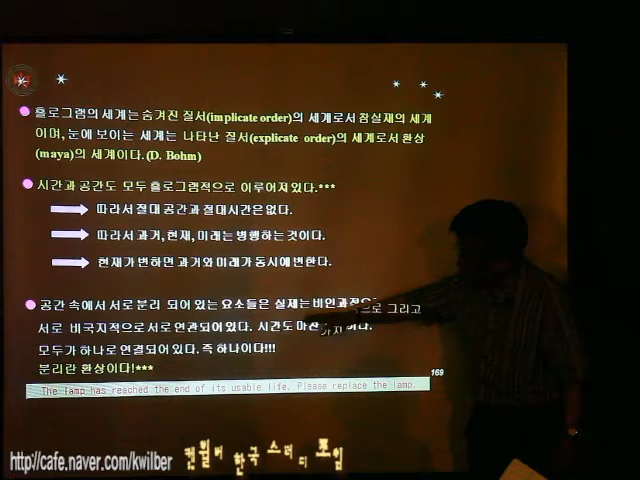 홀로그램의 세계는 숨겨진 질서(implicate order)의 세계로서 참실재의 세계
이며, 눈에 보이는 세계는 나타난 질서(explicate order)의 세계로서 환상
(maya)의 세계이다. (D. Bohm)
시간과 공간도 모두 홀로그램적으로 이루어져있다.***
따라서 절대 공간과 절대시간은 없다.
따라서 과거, 현재, 미래는 병행하는 것이다.
현재가 변하면 과거와 미래가 동시에 변한다.
공간 속에서 서로 분리 되어 있는 요소들은 실제는 비인과적으로 그리고
서로 비국지적으로 서로 연관되어 있다. 시간도 마찬가지이다.
모두가 하나로 연결되어 있다. 즉 하나이다!!!
분리란 환상이다!***
169
The lamp has reached the end of its usable life. Please replace the lamp.
http://cafe.naver.com/kwilber 켄윌버 한국 스터디 모임